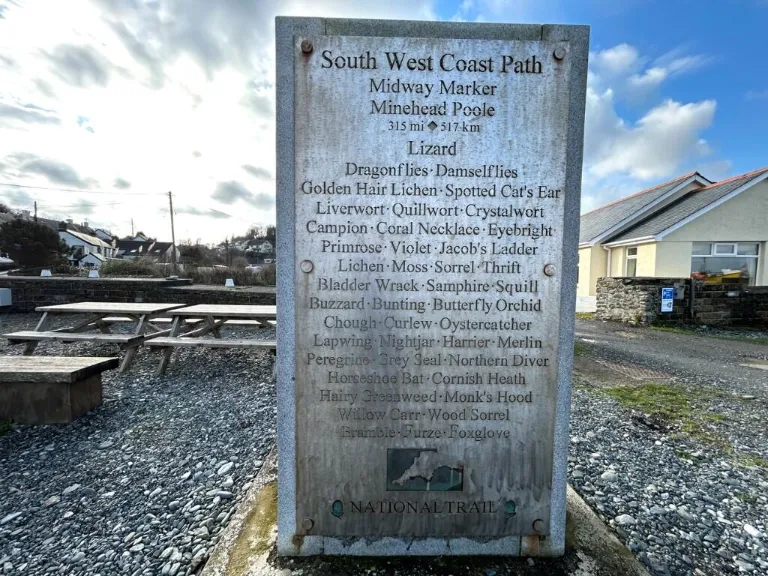 South West Coast Path
Midway Marker
Minehead Poole
315 mi ◆ 517 km
Lizard
Dragonflies·Damselflies
Golden Hair Lichen·Spotted Cat's Ear
Liverwort·Quillwort·Crystalwort
Campion·Coral Necklace·Eyebright
Primrose·Violet·Jacob's Ladder
Lichen·Moss·Sorrel·Thrift
Bladder Wrack·Samphire·Squill
Buzzard·Bunting·Butterfly Orchid
Chough·Curlew·Oystercatcher
Lapwing·Nightjar·Harrier·Merlin
Peregrine·Grey Seal·Northern Diver
Horseshoe Bat·Cornish Heath
Hairy Greenweed·Monk's Hood
Willow Carr·Wood Sorrel
Bramble·Furze·Foxglove
NATIONAL TRAIL